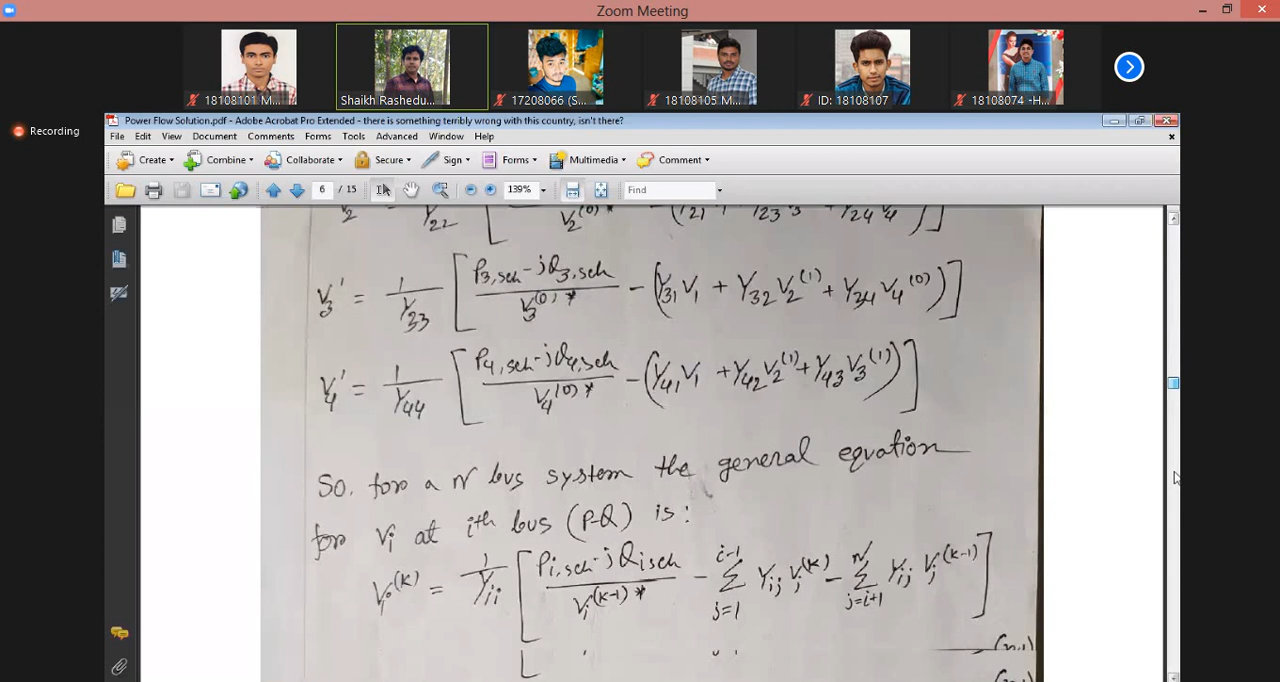 Zoom Meeting
18108101 M...
Shaikh Rashedu...
17208066 (S...
18108105 M...
ID: 18108107
18108074 -H...
Recording
Power Flow Solution.pdf - Adobe Acrobat Pro Extended - there is something terribly wrong with this country, isn't there?
File Edit View Document Comments Forms Tools Advanced Window Help
Create Combine Collaborate Secure Sign Forms Multimedia Comment
6 / 15 139% Find
V₃' = 1/Y₃₃ [ (P₃,sch - jQ₃,sch)/V₃⁽⁰⁾* - (Y₃₁V₁ + Y₃₂V₂⁽¹⁾ + Y₃₄V₄⁽⁰⁾) ]
V₄' = 1/Y₄₄ [ (P₄,sch - jQ₄,sch)/V₄⁽⁰⁾* - (Y₄₁V₁ + Y₄₂V₂⁽¹⁾ + Y₄₃V₃⁽¹⁾) ]
So, for a N bus system the general equation
for Vi at ith bus (P-Q) is:
Vi^(K) = 1/Yii [ (Pi,sch - jQi,sch)/Vi^(K-1)* - Σ_{j=1}^{i-1} Yij Vj^(K) - Σ_{j=i+1}^{N} Yij Vj^(K-1) ]